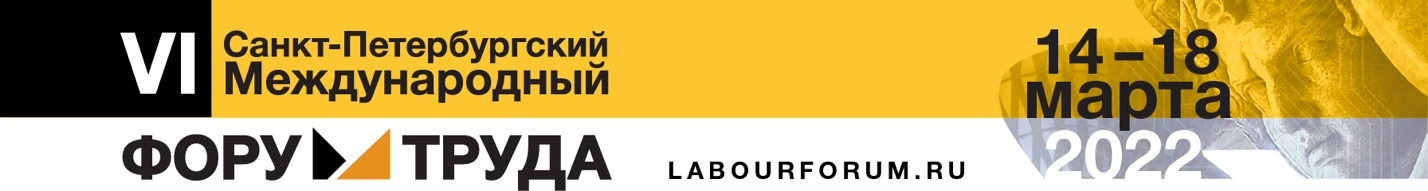 VI
Санкт-Петербургский
Международный
ФОРУМ ТРУДА
LABOURFORUM.RU
14–18
марта
2022